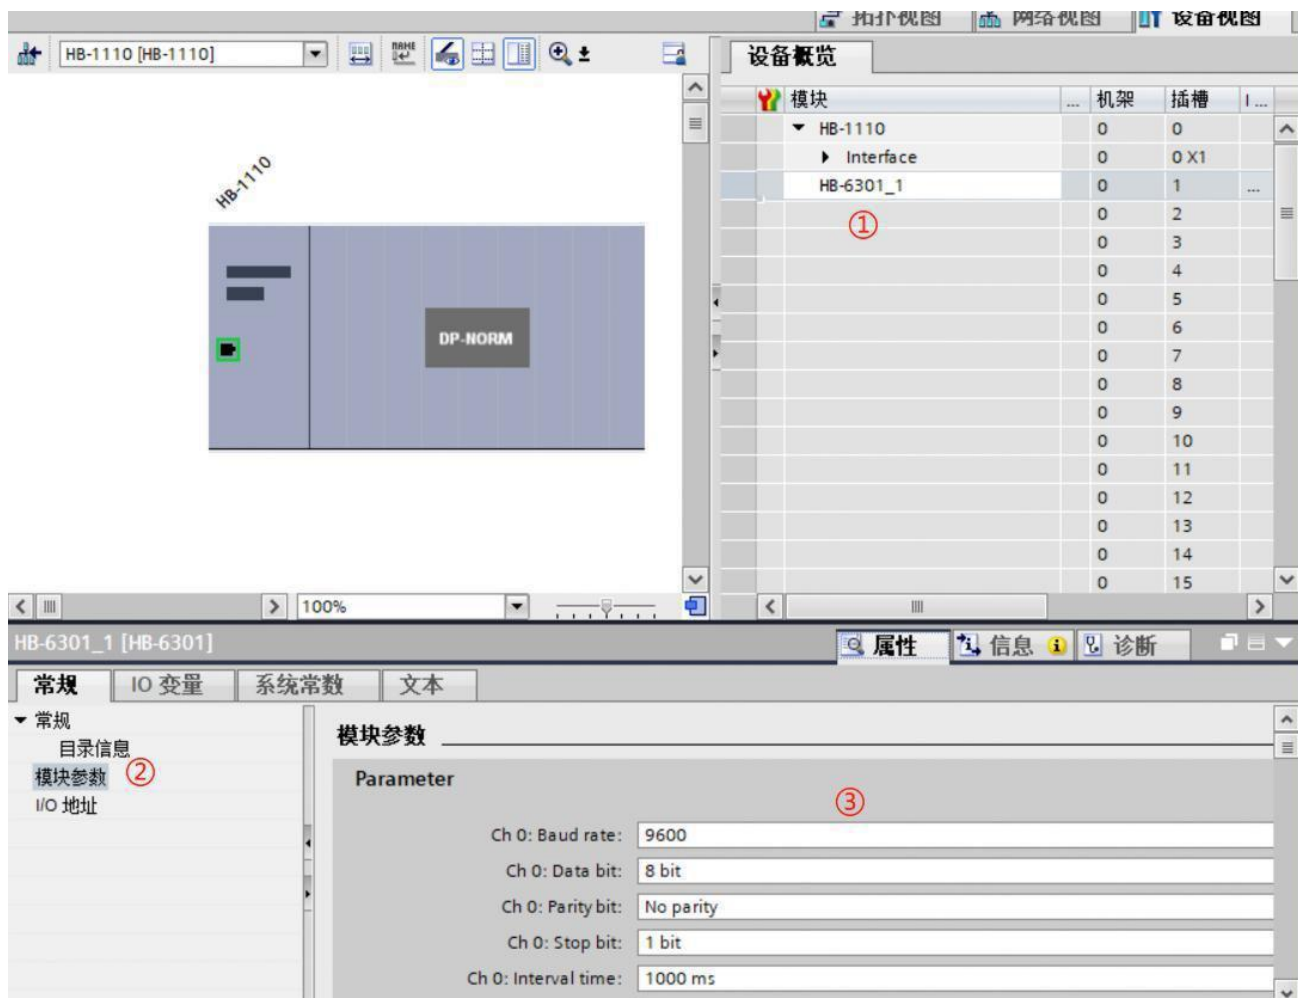 拓扑视图 网络视图 设备视图
HB-1110 [HB-1110]
NAME
设备概览
模块 ... 机架 插槽 I ...
HB-1110 0 0
Interface 0 0 X1
HB-6301_1 0 1 ...
① 0 2
0 3
0 4
0 5
0 6
0 7
0 8
0 9
0 10
0 11
0 12
0 13
0 14
0 15
HB-1110
DP-NORM
100%
HB-6301_1 [HB-6301]
属性 信息 诊断
常规 IO 变量 系统常数 文本
常规
目录信息
模块参数 ②
I/O 地址
模块参数
Parameter
③
Ch 0: Baud rate: 9600
Ch 0: Data bit: 8 bit
Ch 0: Parity bit: No parity
Ch 0: Stop bit: 1 bit
Ch 0: Interval time: 1000 ms